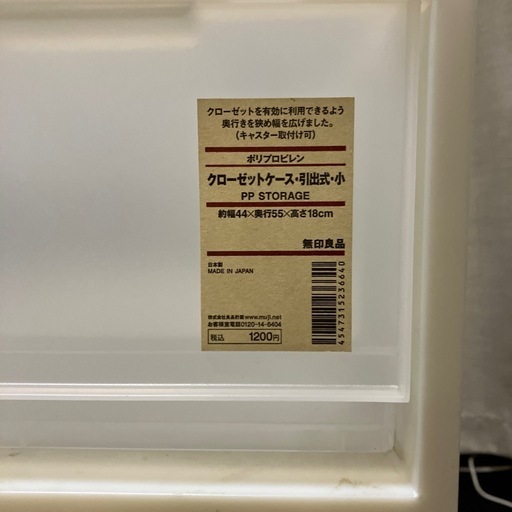 クローゼットを有効に利用できるよう
奥行きを狭め幅を広げました。
（キャスター取付け可）
ポリプロピレン
クローゼットケース・引出式・小
PP STORAGE
約幅44×奥行55×高さ18cm
無印良品
日本製
MADE IN JAPAN
4547315236640
株式会社良品計画www.muji.net
お客様室電話0120-14-6404
税込 1200円